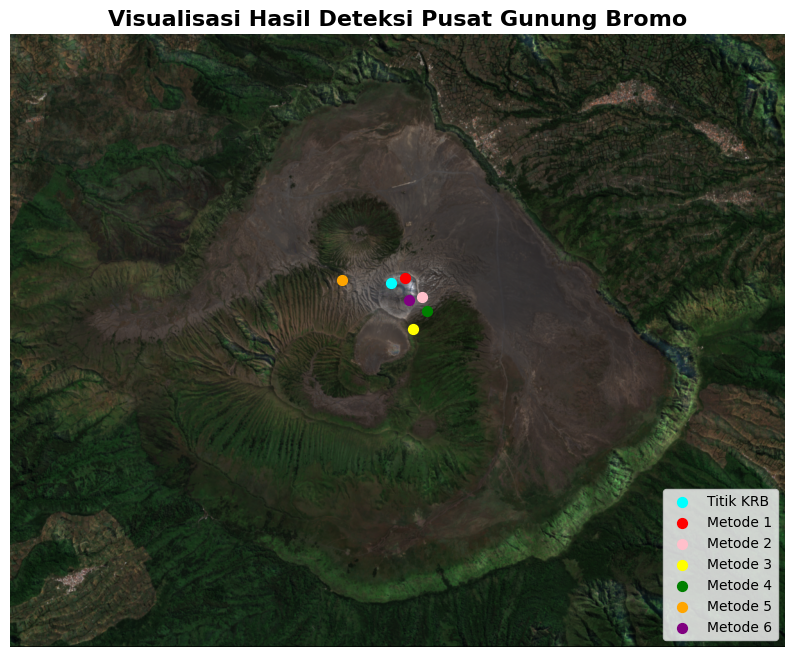 Visualisasi Hasil Deteksi Pusat Gunung Bromo
Titik KRB
Metode 1
Metode 2
Metode 3
Metode 4
Metode 5
Metode 6